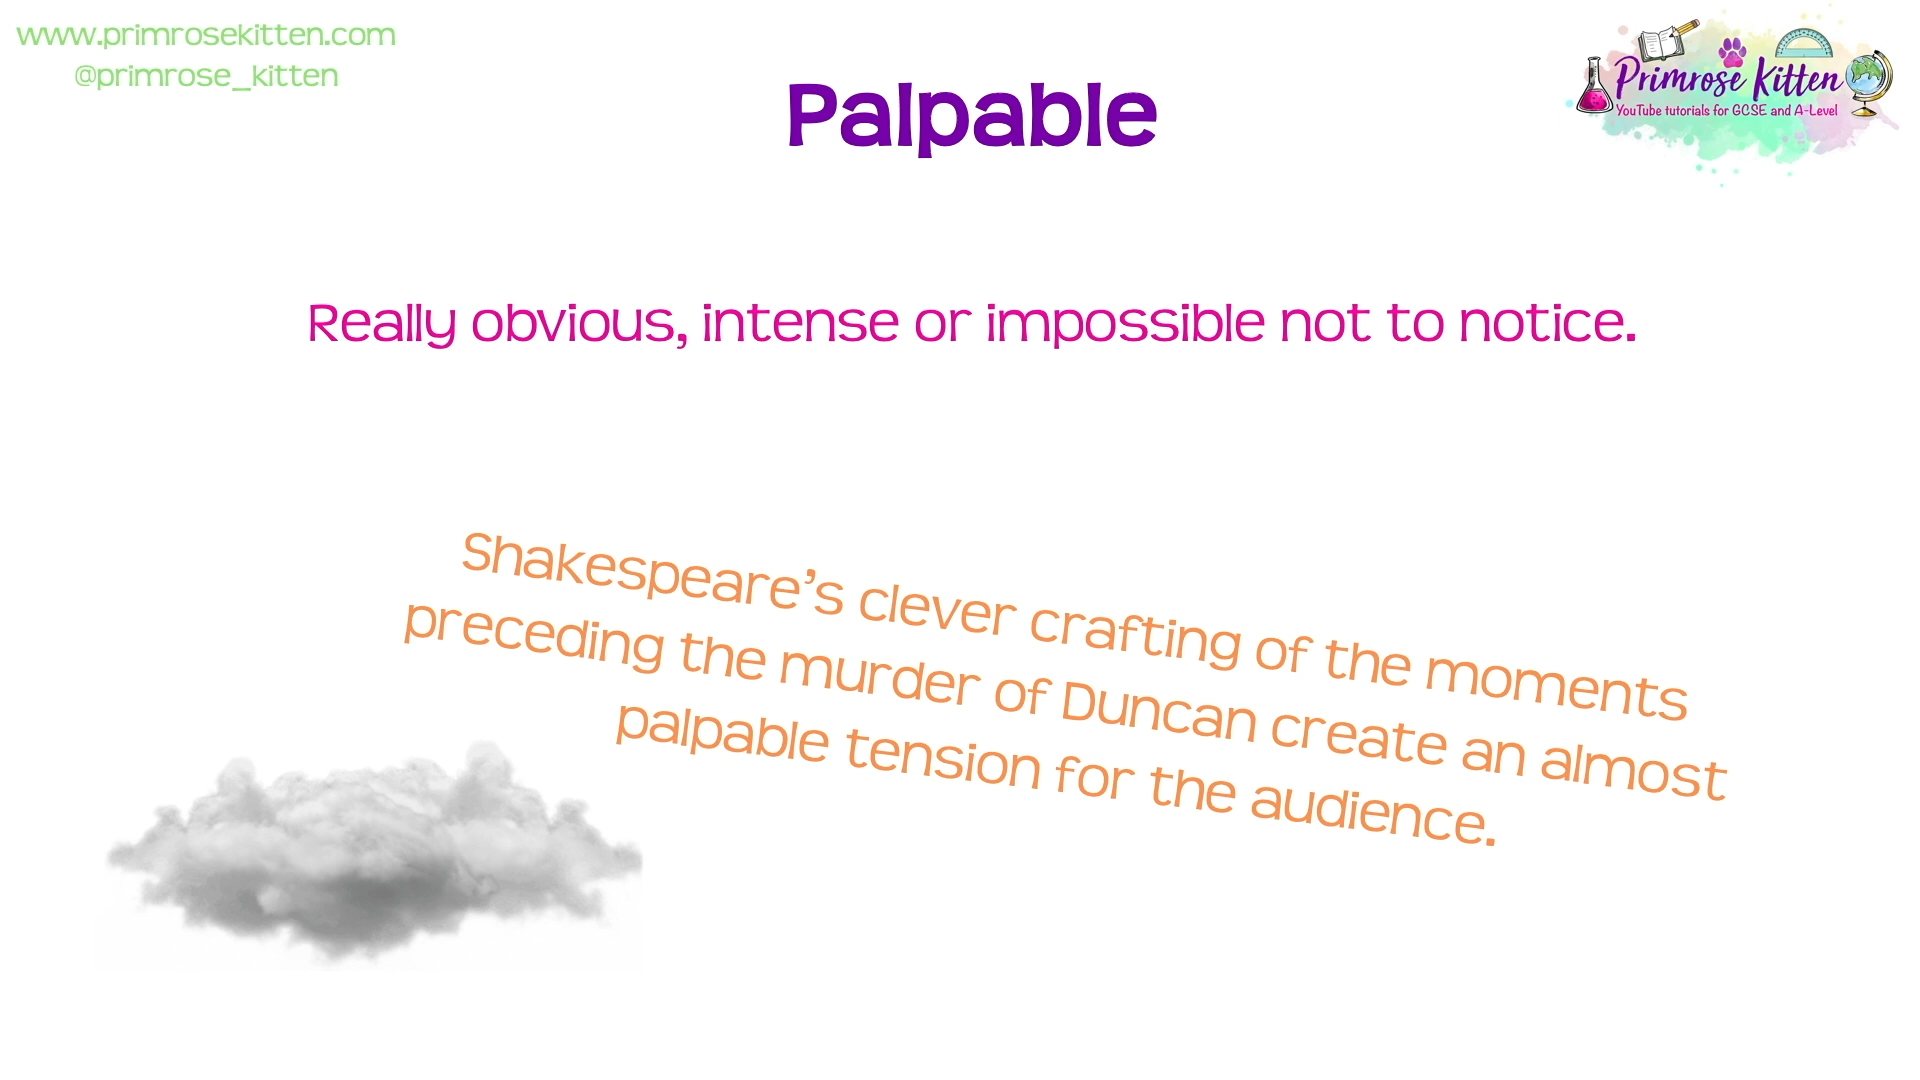 www.primrosekitten.com
@primrose_kitten
Primrose Kitten
YouTube tutorials for GCSE and A-Level
Palpable
Really obvious, intense or impossible not to notice.
Shakespeare’s clever crafting of the moments
preceding the murder of Duncan create an almost
palpable tension for the audience.